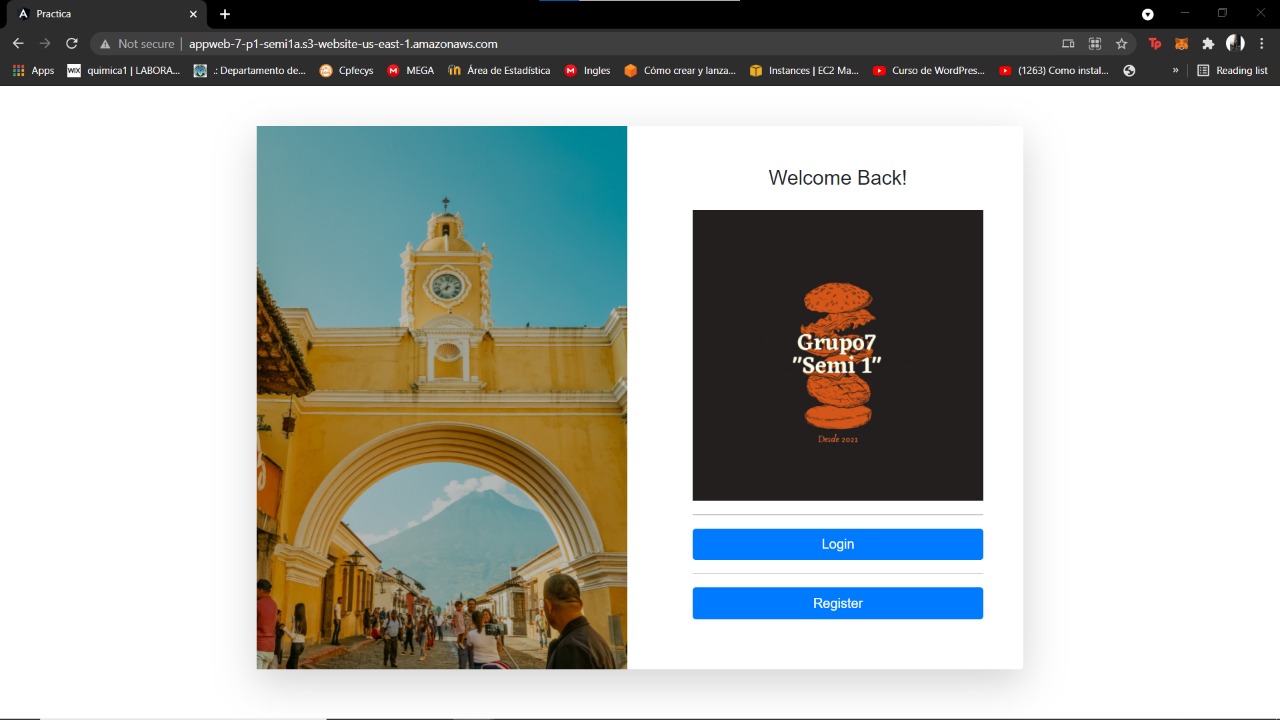 Practica
Not secure
appweb-7-p1-semi1a.s3-website-us-east-1.amazonaws.com
Apps
WIX
quimica1 | LABORA...
.: Departamento de...
Cpfecys
MEGA
Área de Estadística
Ingles
Cómo crear y lanza...
Instances | EC2 Ma...
Curso de WordPres...
(1263) Como instal...
»
Reading list
Welcome Back!
Grupo7
"Semi 1"
Desde 2021
Login
Register